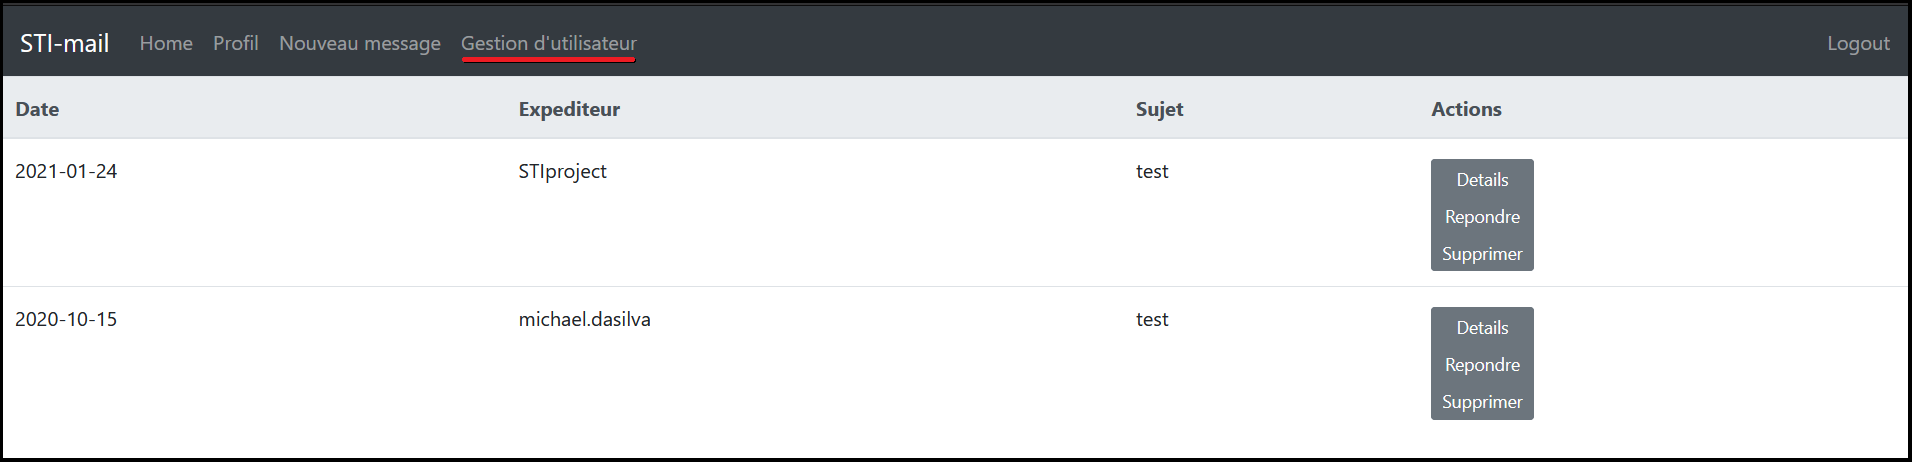 STI-mail Home Profil Nouveau message Gestion d'utilisateur Logout
Date Expediteur Sujet Actions
2021-01-24 STIproject test Details
Repondre
Supprimer
2020-10-15 michael.dasilva test Details
Repondre
Supprimer